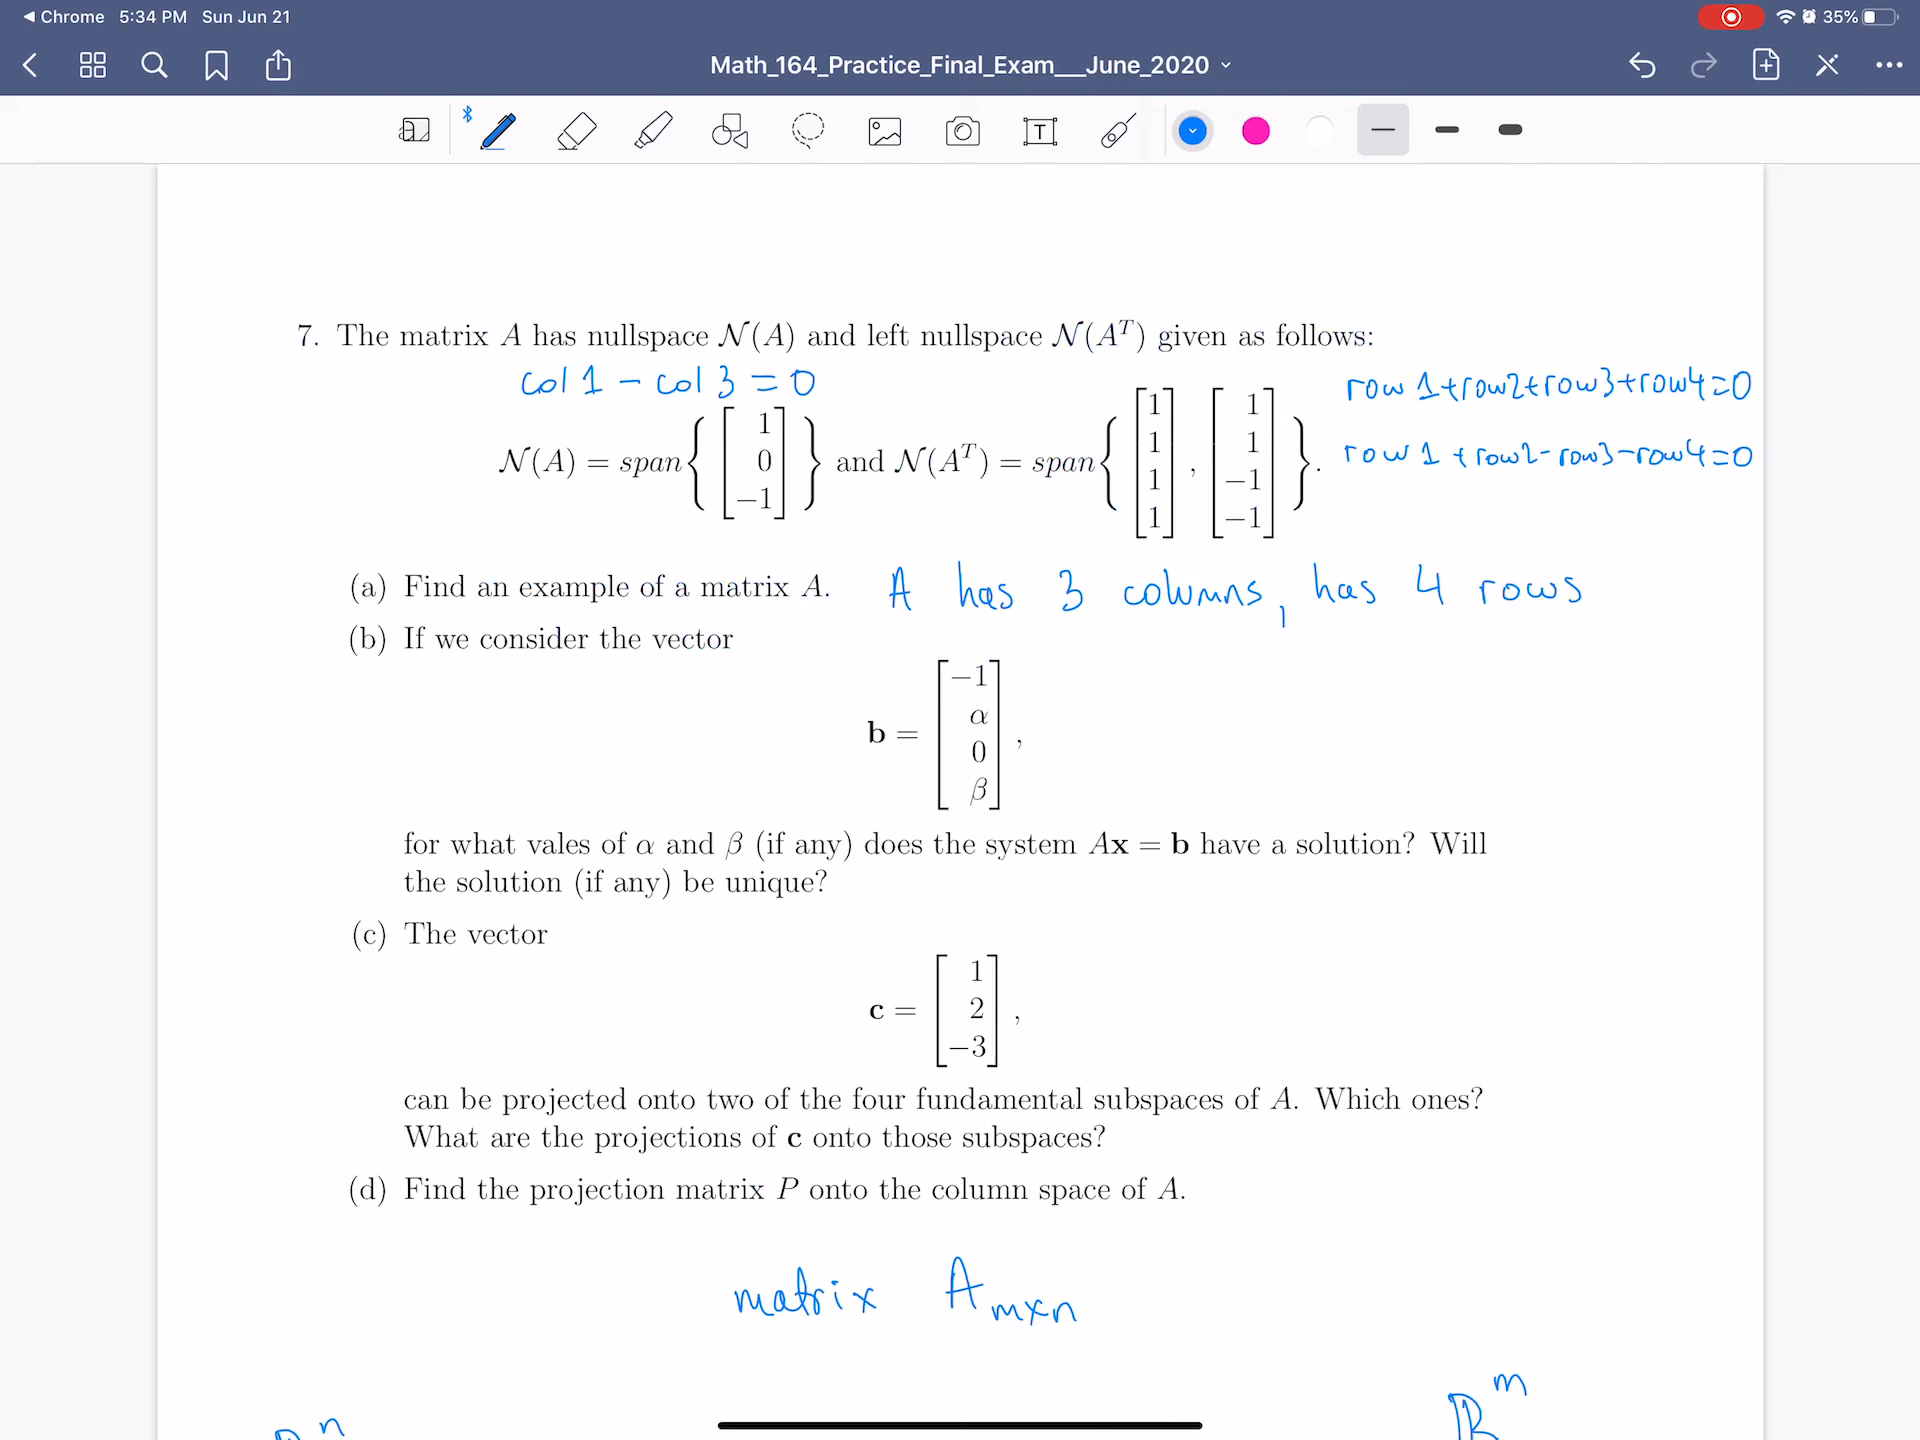 ◀ Chrome 5:34 PM Sun Jun 21 35%
Math_164_Practice_Final_Exam___June_2020
7. The matrix A has nullspace 𝒩(A) and left nullspace 𝒩(Aᵀ) given as follows:
col 1 − col 3 = 0
row 1+row2+row3+row4=0
𝒩(A) = span{[1 0 −1]} and 𝒩(Aᵀ) = span{[1 1 1 1], [1 1 −1 −1]}.
row 1 +row2−row3−row4=0
(a) Find an example of a matrix A.
A has 3 columns, has 4 rows
(b) If we consider the vector
b = [−1 α 0 β],
for what vales of α and β (if any) does the system Ax = b have a solution? Will
the solution (if any) be unique?
(c) The vector
c = [1 2 −3],
can be projected onto two of the four fundamental subspaces of A. Which ones?
What are the projections of c onto those subspaces?
(d) Find the projection matrix P onto the column space of A.
matrix A mxn
ℝᵐ
n